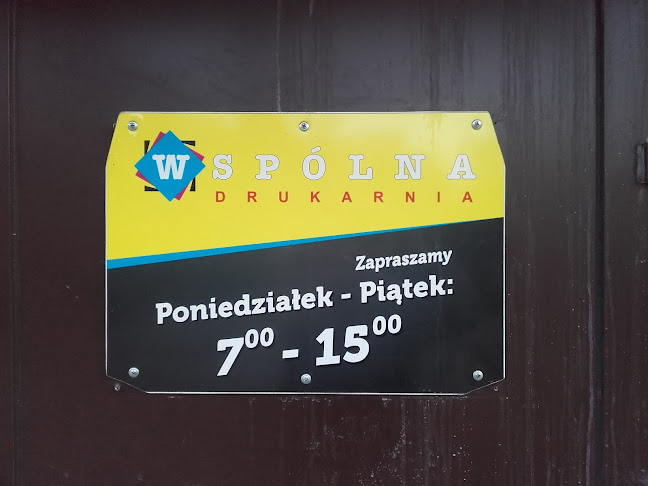 WSPÓLNA
DRUKARNIA
Zapraszamy
Poniedziałek - Piątek:
7⁰⁰ - 15⁰⁰